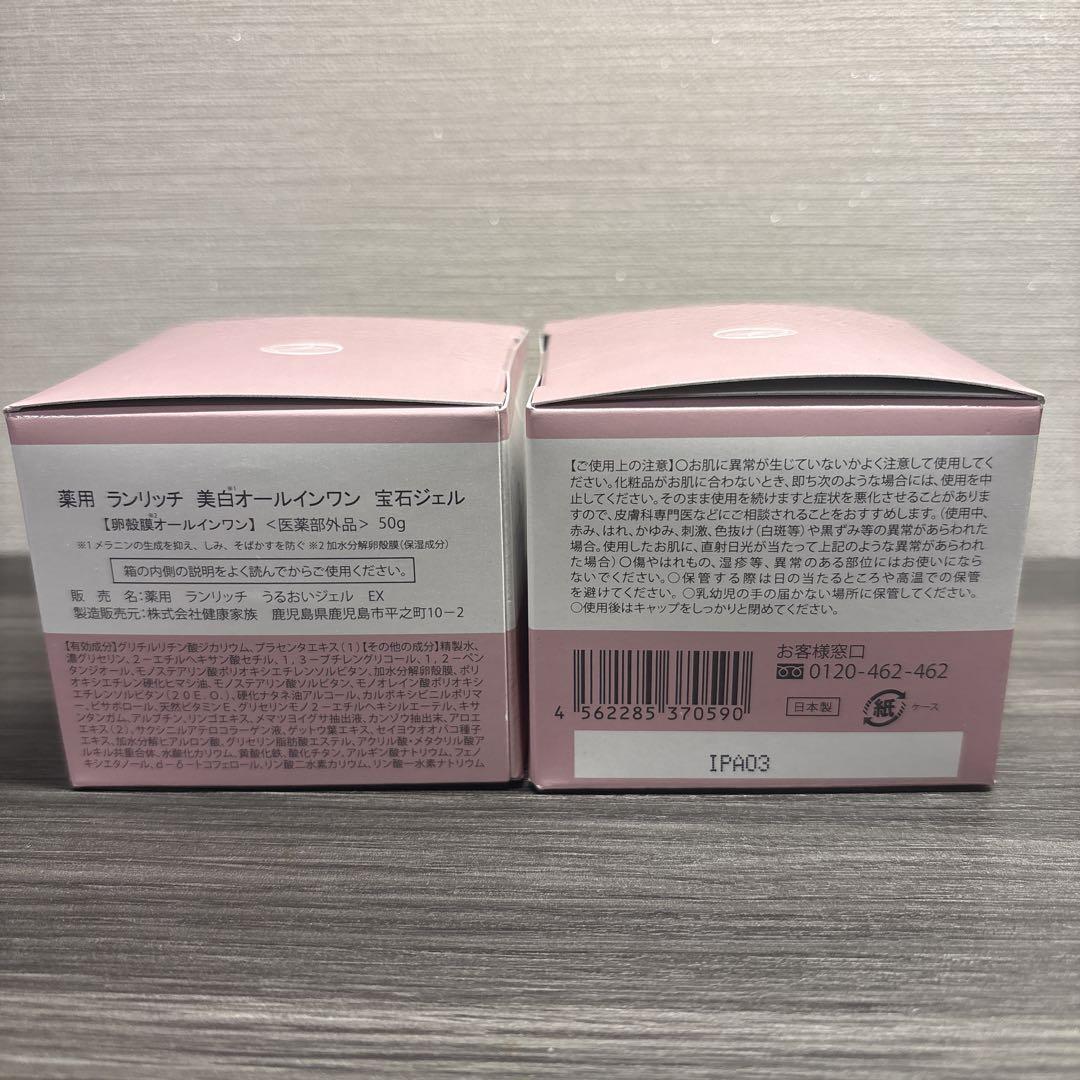 薬用 ランリッチ 美白※1オールインワン 宝石ジェル
【卵殻膜※2オールインワン】<医薬部外品> 50g
※1メラニンの生成を抑え、しみ、そばかすを防ぐ ※2加水分解卵殻膜(保湿成分)
箱の内側の説明をよく読んでからご使用ください。
販 売 名:薬用 ランリッチ うるおいジェル EX
製造販売元:株式会社健康家族 鹿児島県鹿児島市平之町10-2
【有効成分】グリチルリチン酸ジカリウム、プラセンタエキス(1)【その他の成分】精製水、
濃グリセリン、2-エチルヘキサン酸セチル、1,3-ブチレングリコール、1,2-ペン
タンジオール、モノステアリン酸ポリオキシエチレンソルビタン、加水分解卵殻膜、ポリ
オキシエチレン硬化ヒマシ油、モノステアリン酸ソルビタン、モノオレイン酸ポリオキシエ
チレンソルビタン(20E.O.)、硬化ナタネ油アルコール、カルボキシビニルポリマ
ー、ビサボロール、天然ビタミンE、グリセリンモノ2-エチルヘキシルエーテル、キサ
ンタンガム、アルブチン、リンゴエキス、メマツヨイグサ抽出液、カンゾウ抽出末、アロエ
エキス(2)、サクシニルアテロコラーゲン液、ゲットウ葉エキス、セイヨウオオバコ種子
エキス、加水分解ヒアルロン酸、グリセリン脂肪酸エステル、アクリル酸・メタクリル酸ア
ルキル共重合体、水酸化カリウム、黄酸化鉄、酸化チタン、アルギン酸ナトリウム、フェノ
キシエタノール、d-δ-トコフェロール、リン酸二水素カリウム、リン酸一水素ナトリウム
【ご使用上の注意】○お肌に異常が生じていないかよく注意して使用してく
ださい。化粧品がお肌に合わないとき、即ち次のような場合には、使用を中
止してください。そのまま使用を続けますと症状を悪化させることがありま
すので、皮膚科専門医などにご相談されることをおすすめします。(使用中、
赤み、はれ、かゆみ、刺激、色抜け(白斑等)や黒ずみ等の異常があらわれた
場合。使用したお肌に、直射日光が当たって上記のような異常があらわれ
た場合)○傷やはれもの、湿疹等、異常のある部位にはお使いになら
ないでください。○保管する際は日の当たるところや高温での保管
を避けてください。○乳幼児の手の届かない場所に保管してください。
○使用後はキャップをしっかりと閉めてください。
お客様窓口
0120-462-462
4 562285 370590
日本製
紙 ケース
IPA03